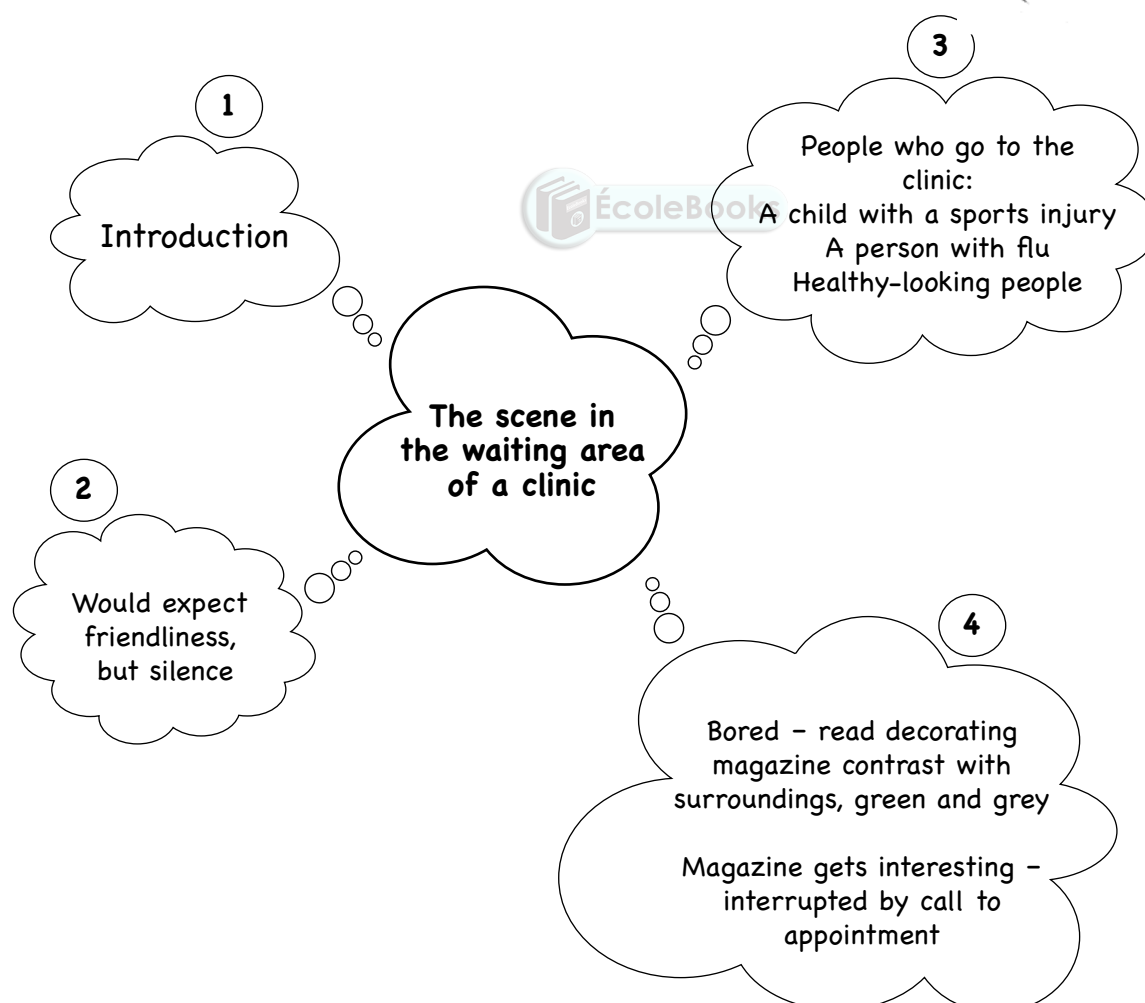 1
Introduction
2
Would expect
friendliness,
but silence
The scene in
the waiting area
of a clinic
3
People who go to the
clinic:
A child with a sports injury
A person with flu
Healthy-looking people
4
Bored – read decorating
magazine contrast with
surroundings, green and grey
Magazine gets interesting –
interrupted by call to
appointment
ÉcoleBooks